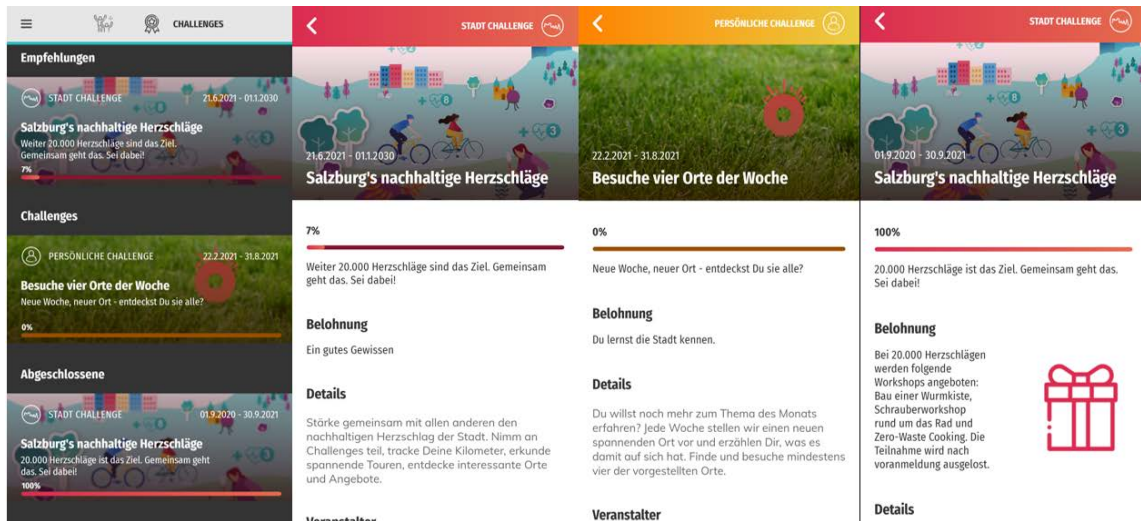 CHALLENGES
Empfehlungen
STADT CHALLENGE
21.6.2021 - 01.1.2030
Salzburg's nachhaltige Herzschläge
Weiter 20.000 Herzschläge sind das Ziel.
Gemeinsam geht das. Sei dabei!
7%
Challenges
PERSÖNLICHE CHALLENGE
22.2.2021 - 31.8.2021
Besuche vier Orte der Woche
Neue Woche, neuer Ort - entdeckst Du sie alle?
0%
Abgeschlossene
STADT CHALLENGE
01.9.2020 - 30.9.2021
Salzburg's nachhaltige Herzschläge
20.000 Herzschläge ist das Ziel. Gemeinsam geht
das. Sei dabei!
100%
STADT CHALLENGE
+ 8
+ 3
21.6.2021 - 01.1.2030
Salzburg's nachhaltige Herzschläge
7%
Weiter 20.000 Herzschläge sind das Ziel. Gemeinsam
geht das. Sei dabei!
Belohnung
Ein gutes Gewissen
Details
Stärke gemeinsam mit allen anderen den
nachhaltigen Herzschlag der Stadt. Nimm an
Challenges teil, tracke Deine Kilometer, erkunde
spannende Touren, entdecke interessante Orte
und Angebote.
Veranstalter
PERSÖNLICHE CHALLENGE
22.2.2021 - 31.8.2021
Besuche vier Orte der Woche
0%
Neue Woche, neuer Ort - entdeckst Du sie alle?
Belohnung
Du lernst die Stadt kennen.
Details
Du willst noch mehr zum Thema des Monats
erfahren? Jede Woche stellen wir einen neuen
spannenden Ort vor und erzählen Dir, was es
damit auf sich hat. Finde und besuche mindestens
vier der vorgestellten Orte.
Veranstalter
STADT CHALLENGE
+ 8
+ 3
01.9.2020 - 30.9.2021
Salzburg's nachhaltige Herzschläge
100%
20.000 Herzschläge ist das Ziel. Gemeinsam geht das.
Sei dabei!
Belohnung
Bei 20.000 Herzschlägen
werden folgende
Workshops angeboten:
Bau einer Wurmkiste,
Schrauberworkshop
rund um das Rad und
Zero-Waste Cooking. Die
Teilnahme wird nach
voranmeldung ausgelost.
Details